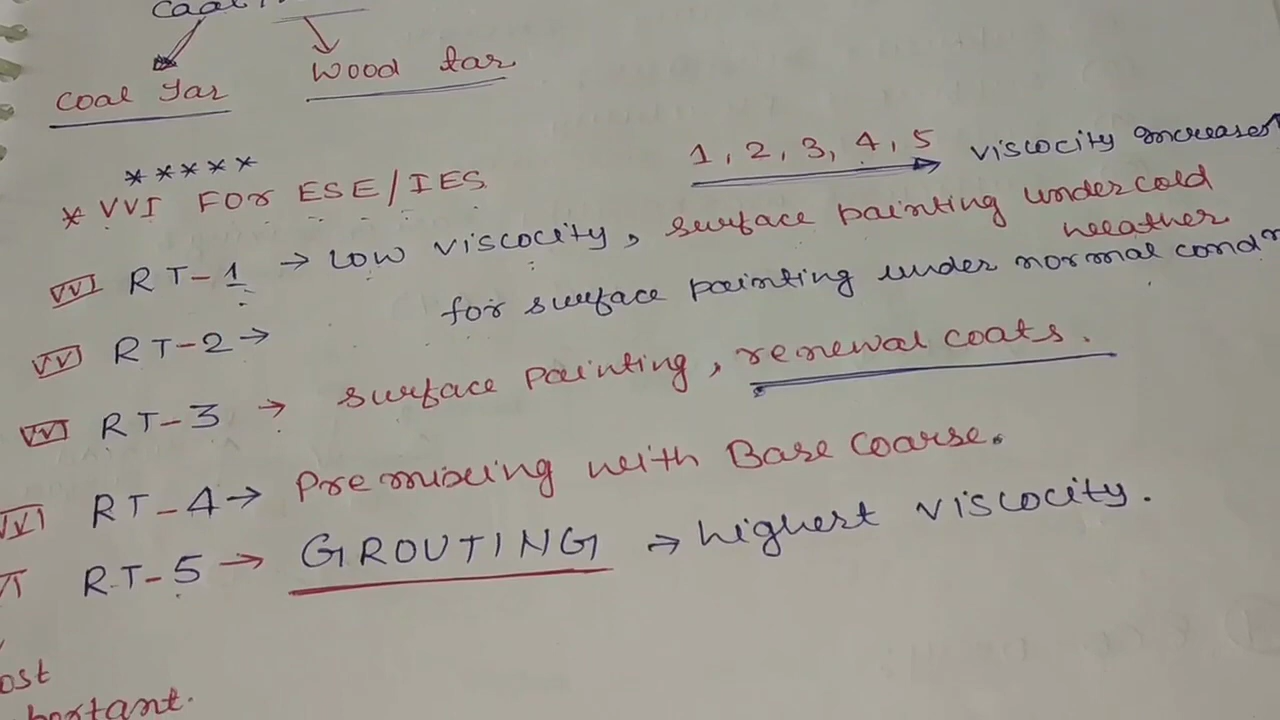 Coal Tar
Wood tar
*****
* VVI FOR ESE/IES
1, 2, 3, 4, 5 viscocity increases
VVI RT-1 → Low viscocity, surface painting under cold weather
VVI RT-2 → for surface painting under normal condn
VVI RT-3 → surface painting, renewal coats.
VVI RT-4 → Premixing with Base Coarse.
RT-5 → GROUTING → highest viscocity.